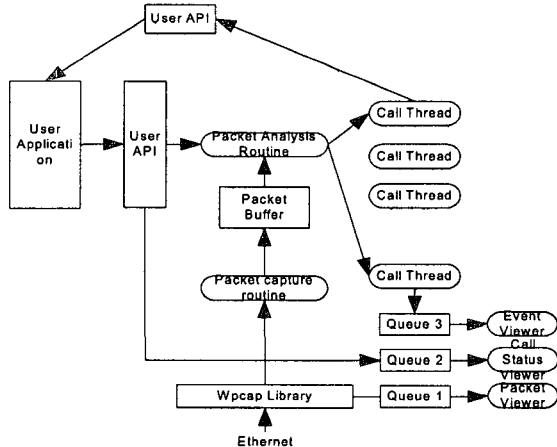 User API
User
Applicati
on
User
API
Packet Analysis
Routine
Call Thread
Call Thread
Call Thread
Packet
Buffer
Packet capture
routine
Call Thread
Queue 3
Event
Viewer
Queue 2
Call
Status
Viewer
Wpcap Library
Queue 1
Packet Viewer
Ethernet